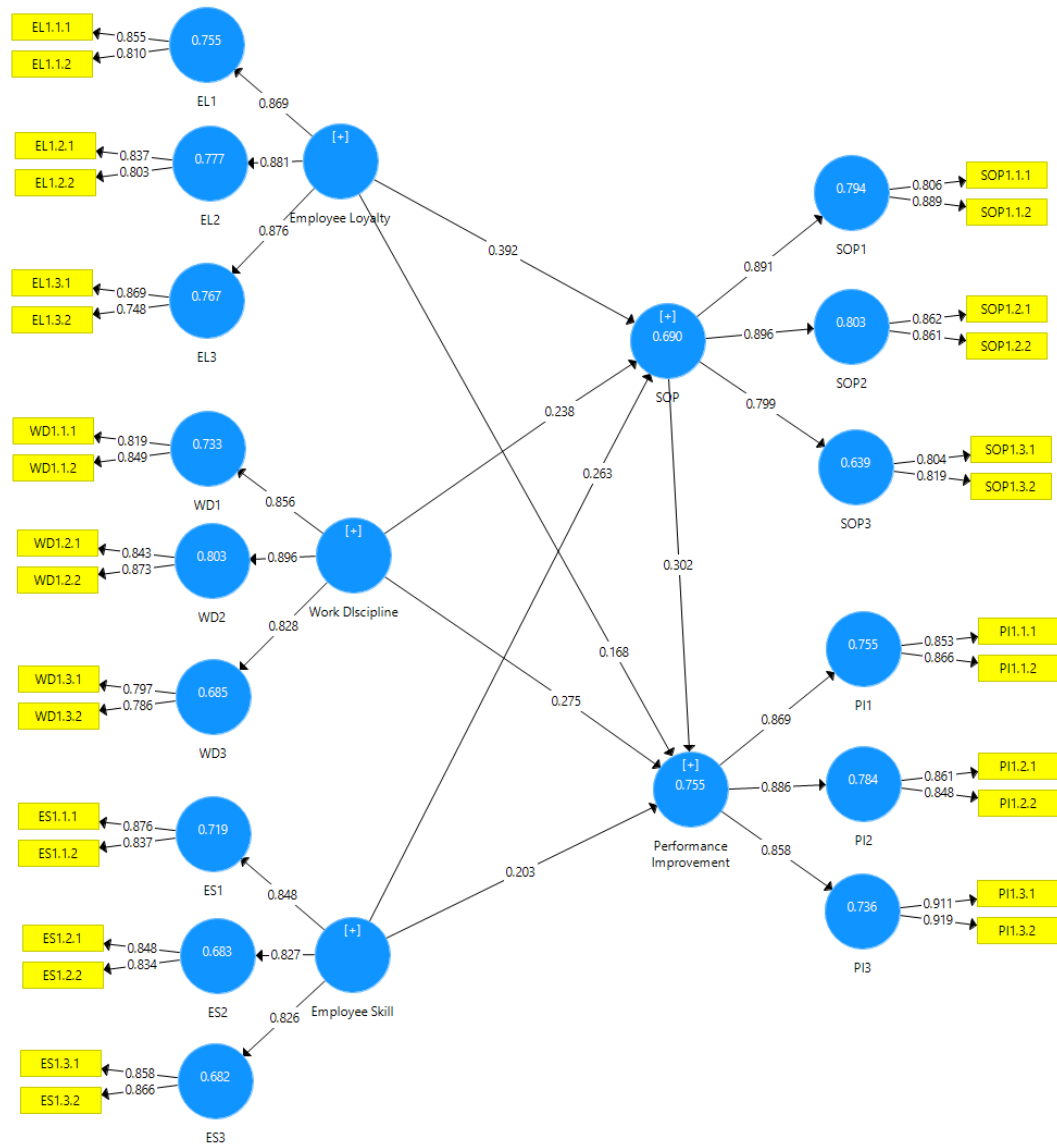 EL1.1.1
0.855
EL1.1.2
0.810
0.755
EL1
0.869
EL1.2.1
0.837
EL1.2.2
0.803
0.777
EL2
0.881
[+]
Employee Loyalty
0.876
EL1.3.1
0.869
EL1.3.2
0.748
0.767
EL3
0.392
WD1.1.1
0.819
WD1.1.2
0.849
0.733
WD1
0.856
WD1.2.1
0.843
WD1.2.2
0.873
0.803
WD2
0.896
[+]
Work DIscipline
0.828
WD1.3.1
0.797
WD1.3.2
0.786
0.685
WD3
0.238
0.263
0.168
0.275
ES1.1.1
0.876
ES1.1.2
0.837
0.719
ES1
0.848
ES1.2.1
0.848
ES1.2.2
0.834
0.683
ES2
0.827
[+]
Employee Skill
0.826
ES1.3.1
0.858
ES1.3.2
0.866
0.682
ES3
0.203
[+]
0.690
SOP
0.302
0.891
0.794
SOP1
0.806
SOP1.1.1
0.889
SOP1.1.2
0.896
0.803
SOP2
0.862
SOP1.2.1
0.861
SOP1.2.2
0.799
0.639
SOP3
0.804
SOP1.3.1
0.819
SOP1.3.2
[+]
0.755
Performance
Improvement
0.869
0.755
PI1
0.853
PI1.1.1
0.866
PI1.1.2
0.886
0.784
PI2
0.861
PI1.2.1
0.848
PI1.2.2
0.858
0.736
PI3
0.911
PI1.3.1
0.919
PI1.3.2